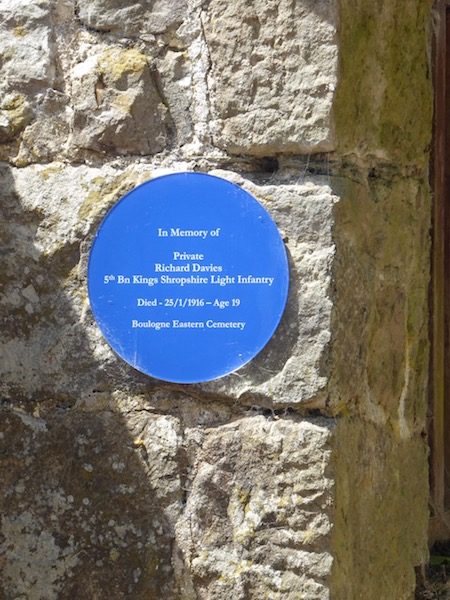 In Memory of
Private
Richard Davies
5th Bn Kings Shropshire Light Infantry
Died - 25/1/1916 – Age 19
Boulogne Eastern Cemetery